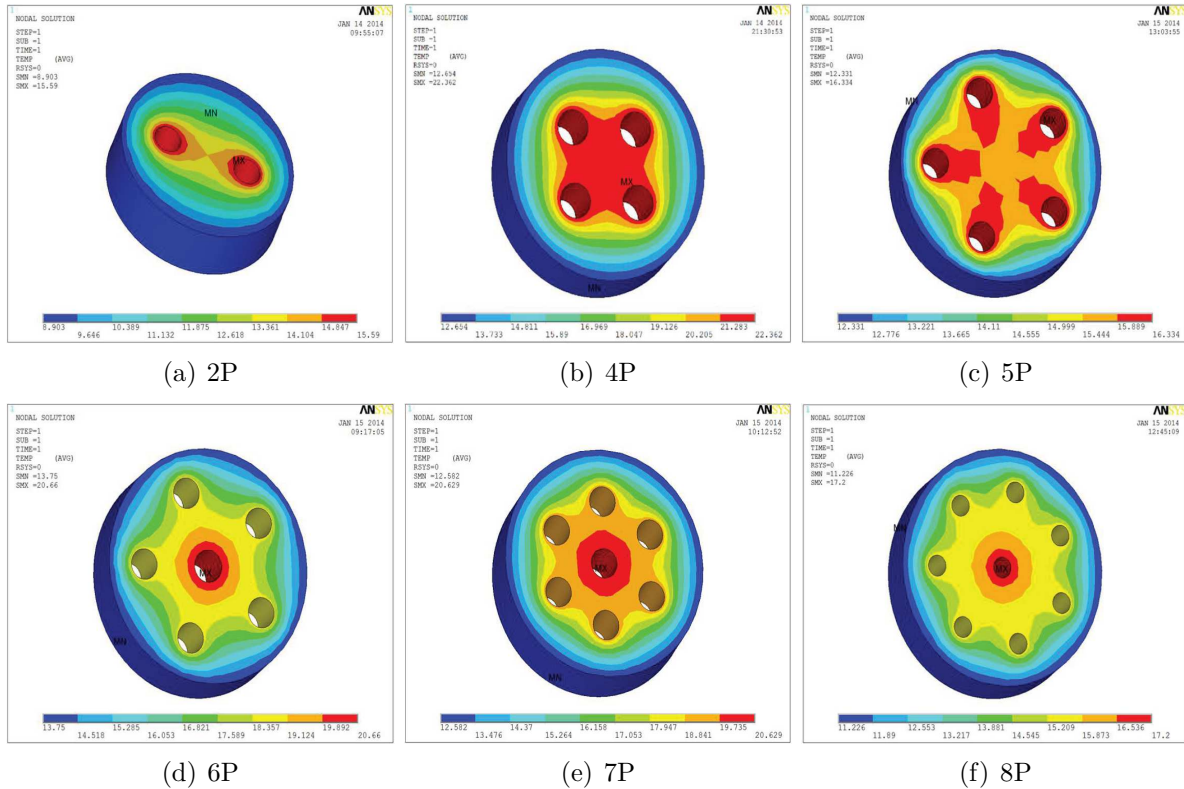 1
ANSYS
NODAL SOLUTION
JAN 14 2014
09:55:07
STEP=1
SUB =1
TIME=1
TEMP (AVG)
RSYS=0
SMN =8.903
SMX =15.59
MN
MX
8.903 10.389 11.875 13.361 14.847
9.646 11.132 12.618 14.104 15.59
(a) 2P
1
ANSYS
NODAL SOLUTION
JAN 14 2014
21:30:53
STEP=1
SUB =1
TIME=1
TEMP (AVG)
RSYS=0
SMN =12.654
SMX =22.362
MX
MN
12.654 14.811 16.969 19.126 21.283
13.733 15.89 18.047 20.205 22.362
(b) 4P
1
ANSYS
NODAL SOLUTION
JAN 15 2014
13:03:55
STEP=1
SUB =1
TIME=1
TEMP (AVG)
RSYS=0
SMN =12.331
SMX =16.334
MN
MX
12.331 13.221 14.11 14.999 15.889
12.776 13.665 14.555 15.444 16.334
(c) 5P
1
ANSYS
NODAL SOLUTION
JAN 15 2014
09:17:05
STEP=1
SUB =1
TIME=1
TEMP (AVG)
RSYS=0
SMN =13.75
SMX =20.66
MX
MN
13.75 15.285 16.821 18.357 19.892
14.518 16.053 17.589 19.124 20.66
(d) 6P
1
ANSYS
NODAL SOLUTION
JAN 15 2014
10:12:52
STEP=1
SUB =1
TIME=1
TEMP (AVG)
RSYS=0
SMN =12.582
SMX =20.629
MX
MN
12.582 14.37 16.158 17.947 19.735
13.476 15.264 17.053 18.841 20.629
(e) 7P
1
ANSYS
NODAL SOLUTION
JAN 15 2014
12:45:09
STEP=1
SUB =1
TIME=1
TEMP (AVG)
RSYS=0
SMN =11.226
SMX =17.2
MN
MX
11.226 12.553 13.881 15.209 16.536
11.89 13.217 14.545 15.873 17.2
(f) 8P